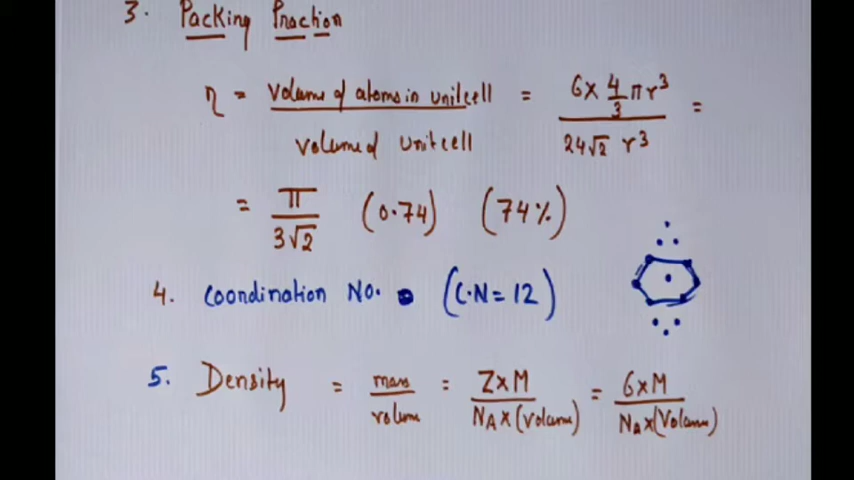 3. Packing Fraction
η = volume of atoms in unitcell / volume of unitcell = 6 × 4/3 πr³ / 24√2 r³ =
= π / 3√2 (0.74) (74%)
4. Coordination No. (C.N = 12)
5. Density = mass / volume = Z×M / N_A×(volume) = 6×M / N_A×(Volume)